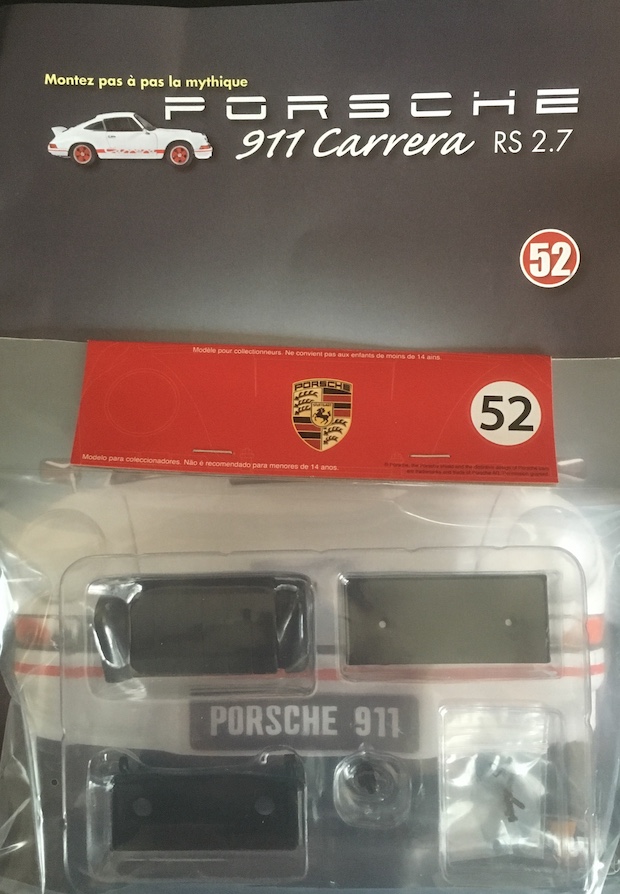 Montez pas à pas la mythique
PORSCHE
911 Carrera RS 2.7
52
Modèle pour collectionneurs. Ne convient pas aux enfants de moins de 14 ans.
PORSCHE
52
Modelo para coleccionadores. Não é recomendado para menores de 14 anos.
PORSCHE 911